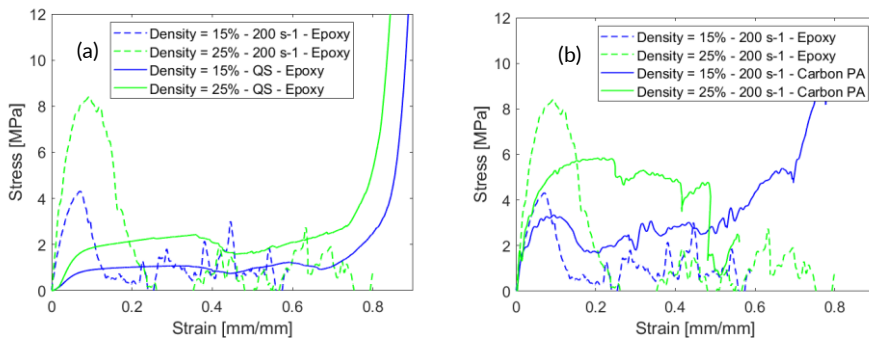 12
10
8
6
4
2
0
Stress [MPa]
(a)
Density = 15% - 200 s-1 - Epoxy
Density = 25% - 200 s-1 - Epoxy
Density = 15% - QS - Epoxy
Density = 25% - QS - Epoxy
0 0.2 0.4 0.6 0.8
Strain [mm/mm]
12
10
8
6
4
2
0
Stress [MPa]
(b)
Density = 15% - 200 s-1 - Epoxy
Density = 25% - 200 s-1 - Epoxy
Density = 15% - 200 s-1 - Carbon PA
Density = 25% - 200 s-1 - Carbon PA
0 0.2 0.4 0.6 0.8
Strain [mm/mm]